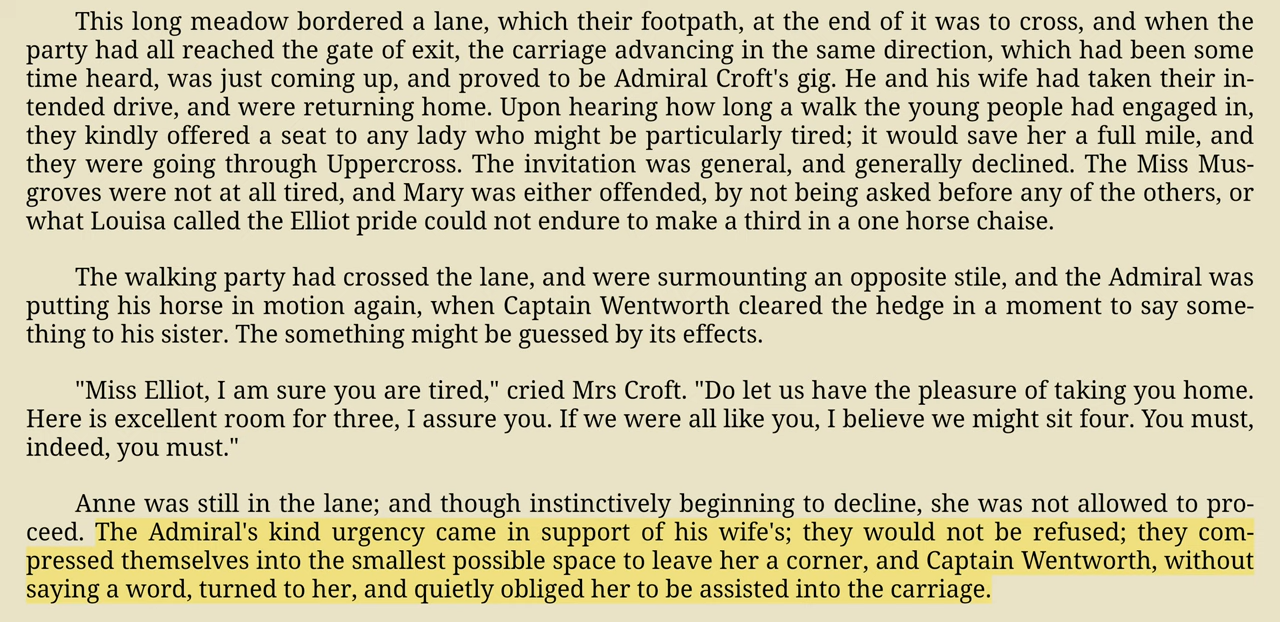 This long meadow bordered a lane, which their footpath, at the end of it was to cross, and when the
party had all reached the gate of exit, the carriage advancing in the same direction, which had been some
time heard, was just coming up, and proved to be Admiral Croft's gig. He and his wife had taken their in-
tended drive, and were returning home. Upon hearing how long a walk the young people had engaged in,
they kindly offered a seat to any lady who might be particularly tired; it would save her a full mile, and
they were going through Uppercross. The invitation was general, and generally declined. The Miss Mus-
groves were not at all tired, and Mary was either offended, by not being asked before any of the others, or
what Louisa called the Elliot pride could not endure to make a third in a one horse chaise.
The walking party had crossed the lane, and were surmounting an opposite stile, and the Admiral was
putting his horse in motion again, when Captain Wentworth cleared the hedge in a moment to say some-
thing to his sister. The something might be guessed by its effects.
"Miss Elliot, I am sure you are tired," cried Mrs Croft. "Do let us have the pleasure of taking you home.
Here is excellent room for three, I assure you. If we were all like you, I believe we might sit four. You must,
indeed, you must."
Anne was still in the lane; and though instinctively beginning to decline, she was not allowed to pro-
ceed. The Admiral's kind urgency came in support of his wife's; they would not be refused; they com-
pressed themselves into the smallest possible space to leave her a corner, and Captain Wentworth, without
saying a word, turned to her, and quietly obliged her to be assisted into the carriage.